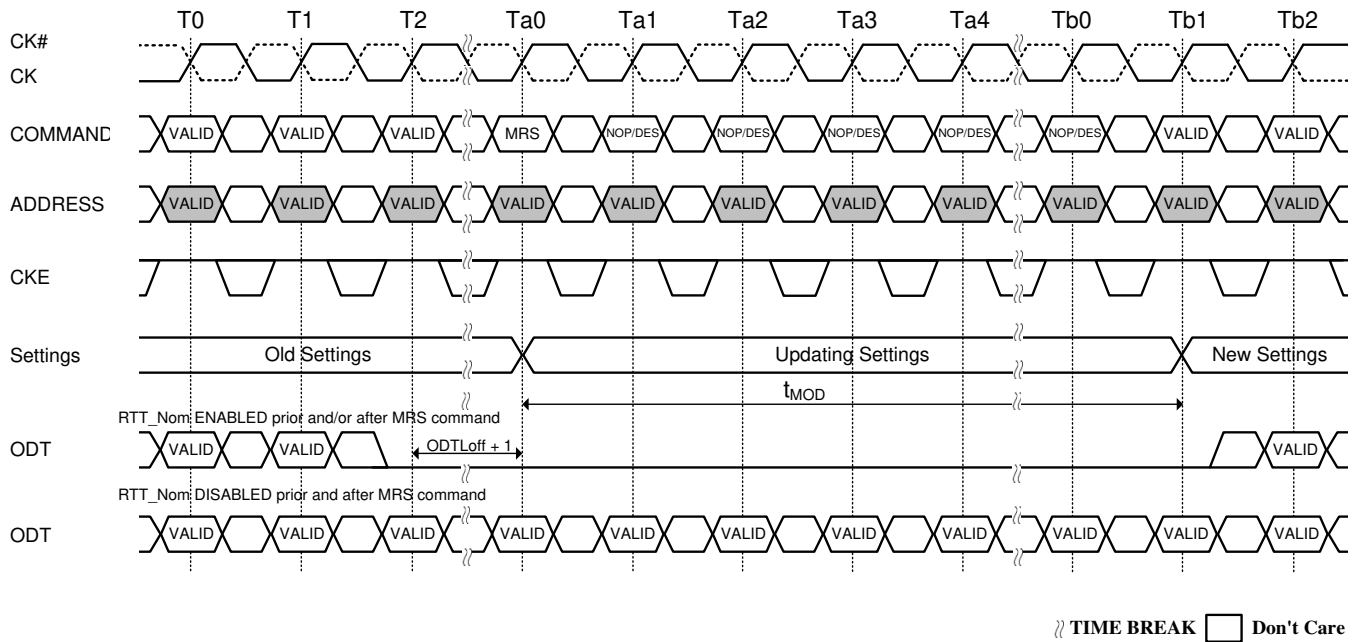 T0 T1 T2 Ta0 Ta1 Ta2 Ta3 Ta4 Tb0 Tb1 Tb2
CK#
CK
COMMAND VALID VALID VALID MRS NOP/DES NOP/DES NOP/DES NOP/DES NOP/DES VALID VALID
ADDRESS VALID VALID VALID VALID VALID VALID VALID VALID VALID VALID VALID
CKE
Settings Old Settings Updating Settings New Settings
tMOD
RTT_Nom ENABLED prior and/or after MRS command
ODT VALID VALID ODTLoff + 1 VALID
RTT_Nom DISABLED prior and after MRS command
ODT VALID VALID VALID VALID VALID VALID VALID VALID VALID VALID VALID
TIME BREAK Don't Care